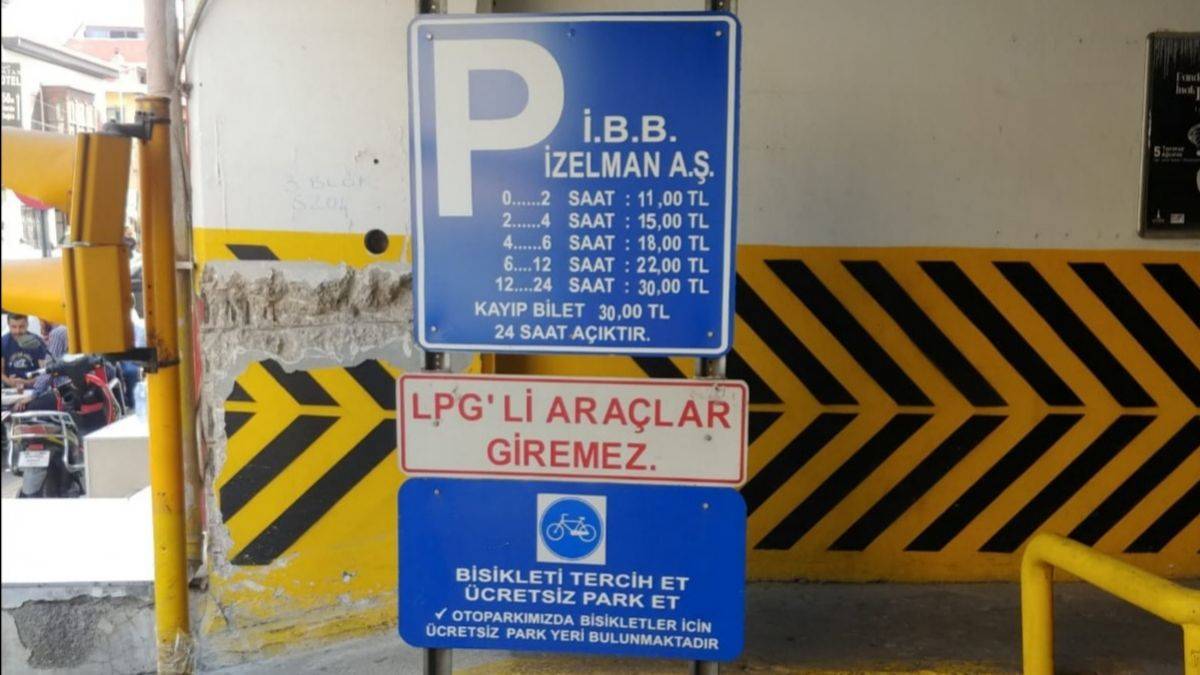 P
İ.B.B.
İZELMAN A.Ş.
0......2 SAAT : 11,00 TL
2......4 SAAT : 15,00 TL
4......6 SAAT : 18,00 TL
6....12 SAAT : 22,00 TL
12....24 SAAT : 30,00 TL
KAYIP BİLET 30,00 TL
24 SAAT AÇIKTIR.
LPG'Lİ ARAÇLAR
GİREMEZ.
BİSİKLETİ TERCİH ET
ÜCRETSİZ PARK ET
✓ OTOPARKIMIZDA BİSİKLETLER İÇİN
ÜCRETSİZ PARK YERİ BULUNMAKTADIR
3 BLOK